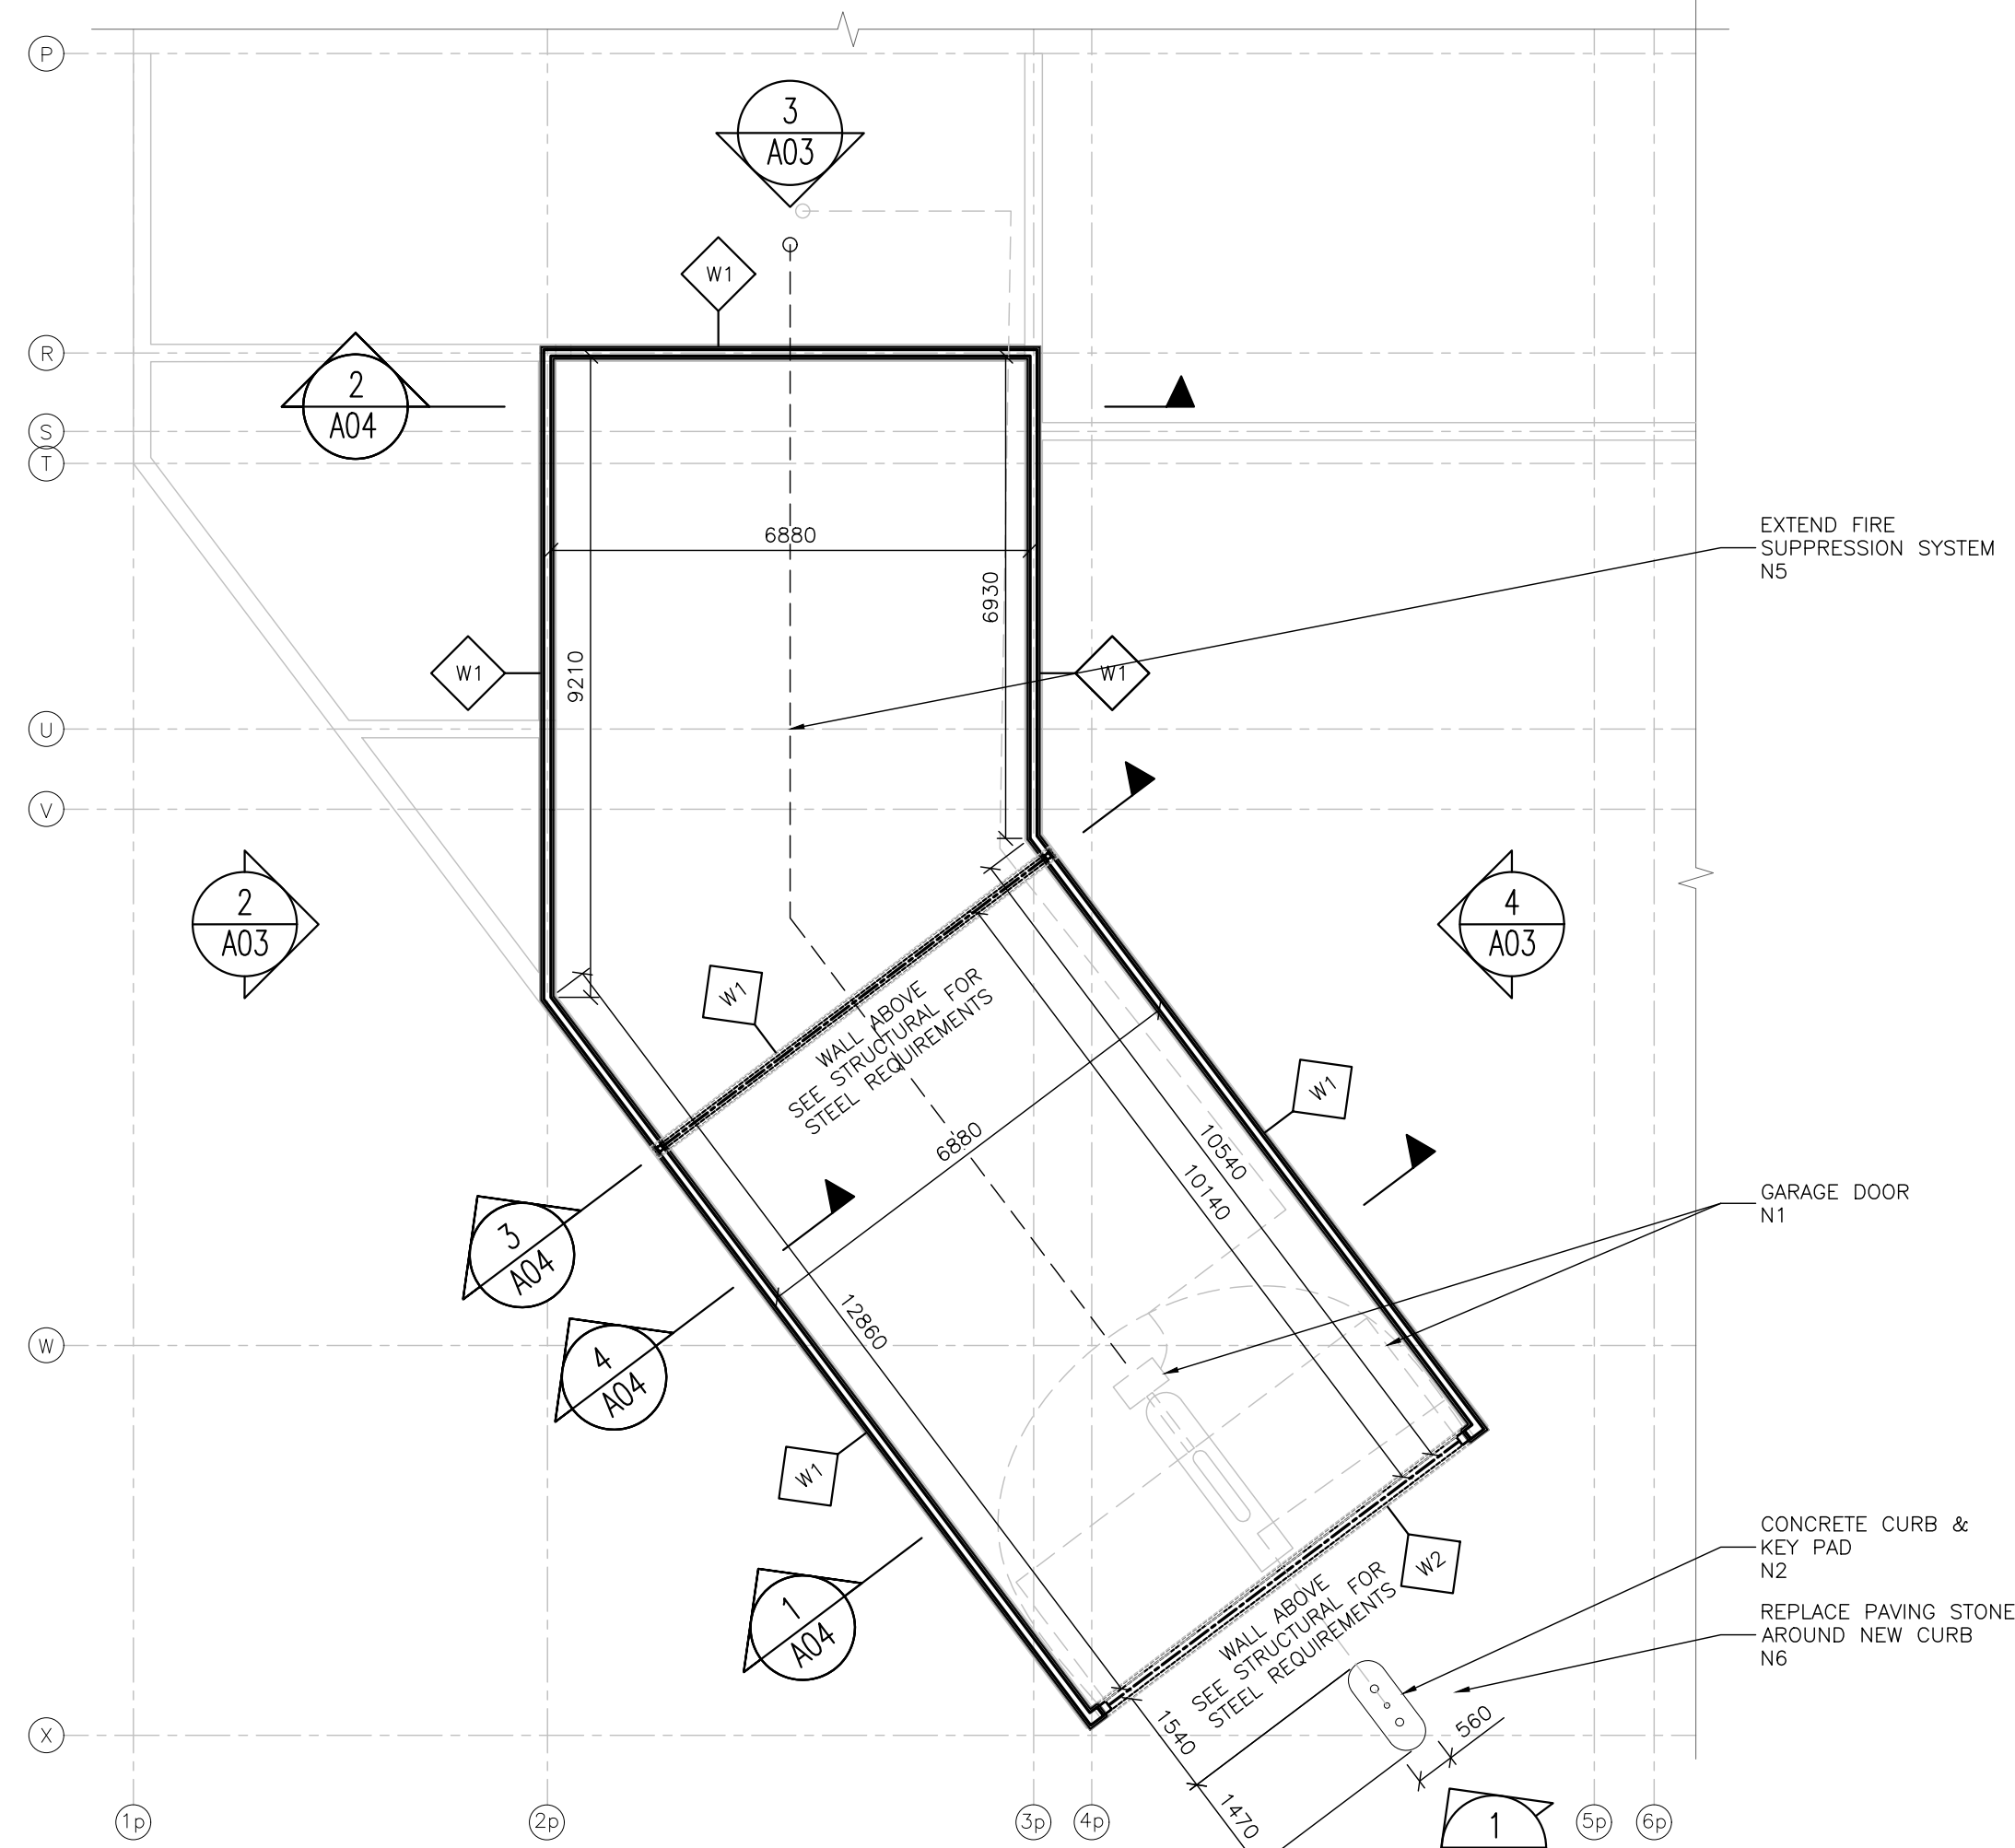 P
3
A03
W1
R
2
A04
S
T
6880
EXTEND FIRE
SUPPRESSION SYSTEM
N5
6930
9210
W1
W1
U
V
2
A03
4
A03
W1
WALL ABOVE
SEE STRUCTURAL FOR
STEEL REQUIREMENTS
W1
6880
10540
10140
GARAGE DOOR
N1
3
A04
12860
4
A04
W
W1
CONCRETE CURB &
KEY PAD
N2
W2
WALL ABOVE
SEE STRUCTURAL FOR
STEEL REQUIREMENTS
REPLACE PAVING STONE
AROUND NEW CURB
N6
1
A04
X
1540
560
1470
1
1p
2p
3p
4p
5p
6p